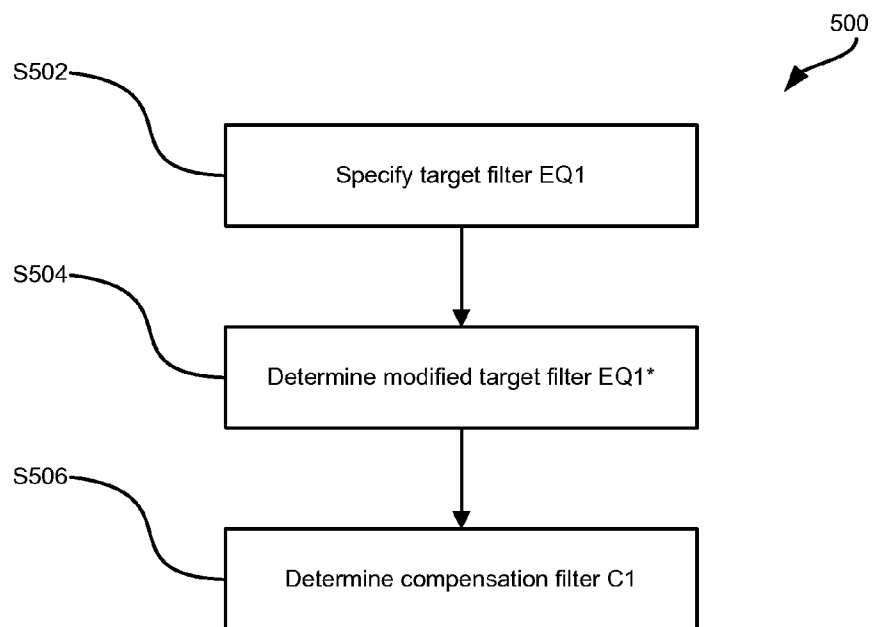 500
S502
Specify target filter EQ1
S504
Determine modified target filter EQ1*
S506
Determine compensation filter C1